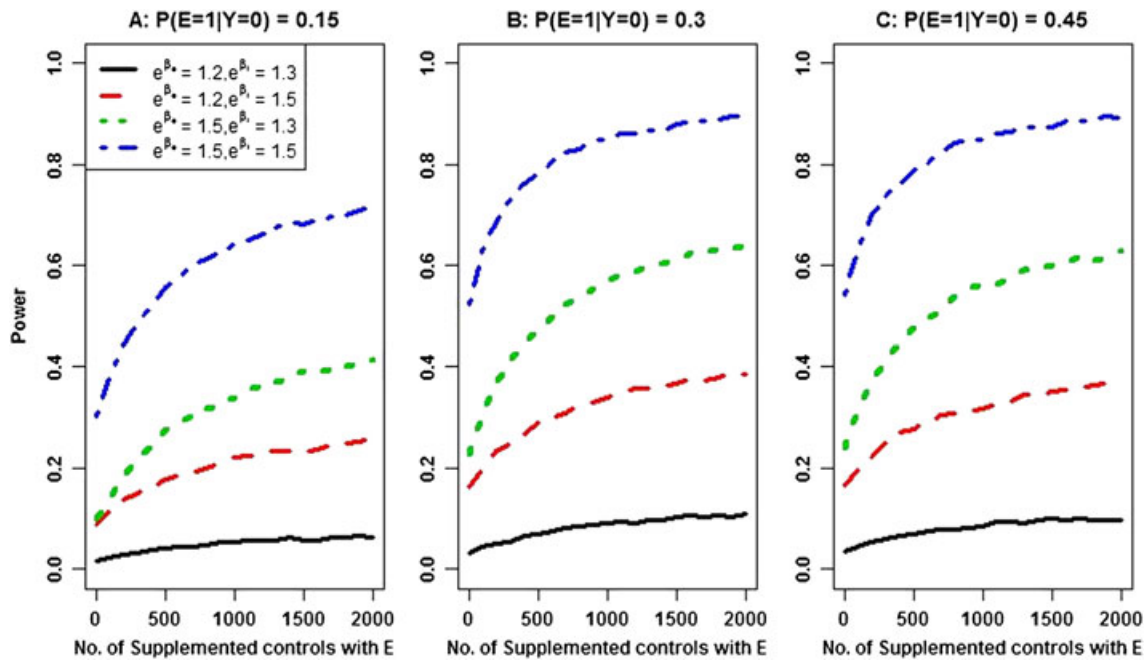 A: P(E=1|Y=0) = 0.15
B: P(E=1|Y=0) = 0.3
C: P(E=1|Y=0) = 0.45
Power
1.0
0.8
0.6
0.4
0.2
0.0
e = 1.2,e = 1.3
e = 1.2,e = 1.5
e = 1.5,e = 1.3
e = 1.5,e = 1.5
0 500 1000 1500 2000
No. of Supplemented controls with E
1.0
0.8
0.6
0.4
0.2
0.0
0 500 1000 1500 2000
No. of Supplemented controls with E
1.0
0.8
0.6
0.4
0.2
0.0
0 500 1000 1500 2000
No. of Supplemented controls with E